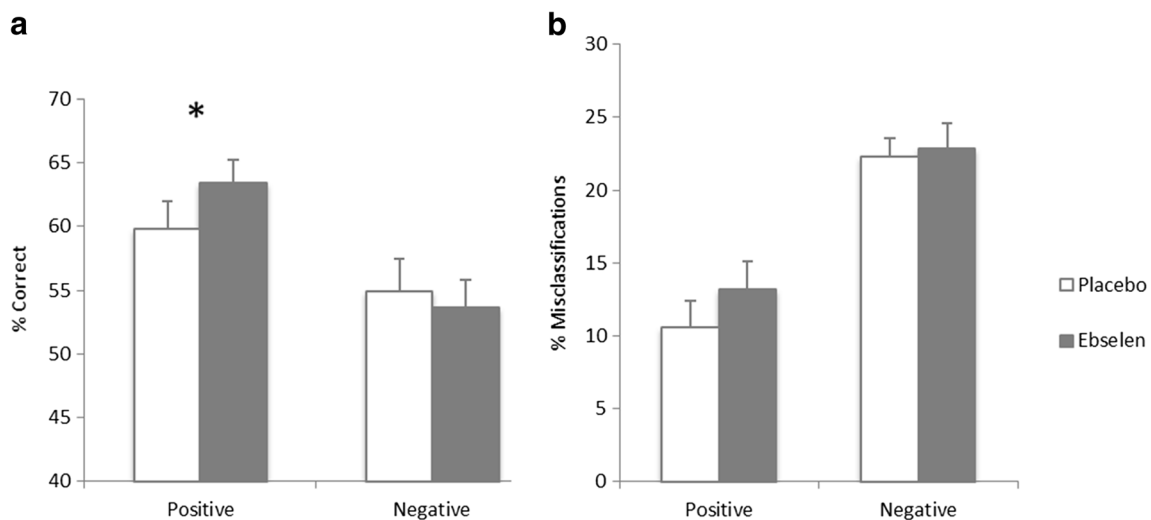 a
% Correct
70
65
60
55
50
45
40
*
Positive
Negative
b
% Misclassifications
30
25
20
15
10
5
0
Positive
Negative
Placebo
Ebselen